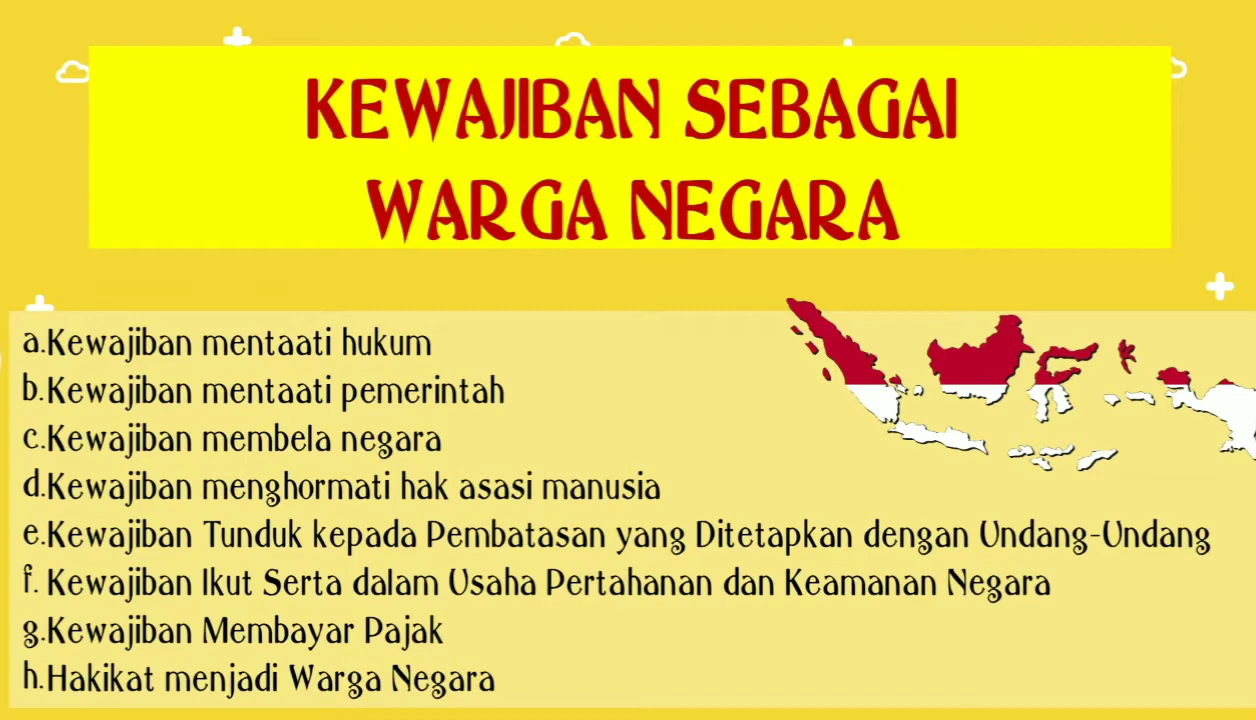 KEWAJIBAN SEBAGAI
WARGA NEGARA
a.Kewajiban mentaati hukum
b.Kewajiban mentaati pemerintah
c.Kewajiban membela negara
d.Kewajiban menghormati hak asasi manusia
e.Kewajiban Tunduk kepada Pembatasan yang Ditetapkan dengan Undang-Undang
f. Kewajiban Ikut Serta dalam Usaha Pertahanan dan Keamanan Negara
g.Kewajiban Membayar Pajak
h.Hakikat menjadi Warga Negara